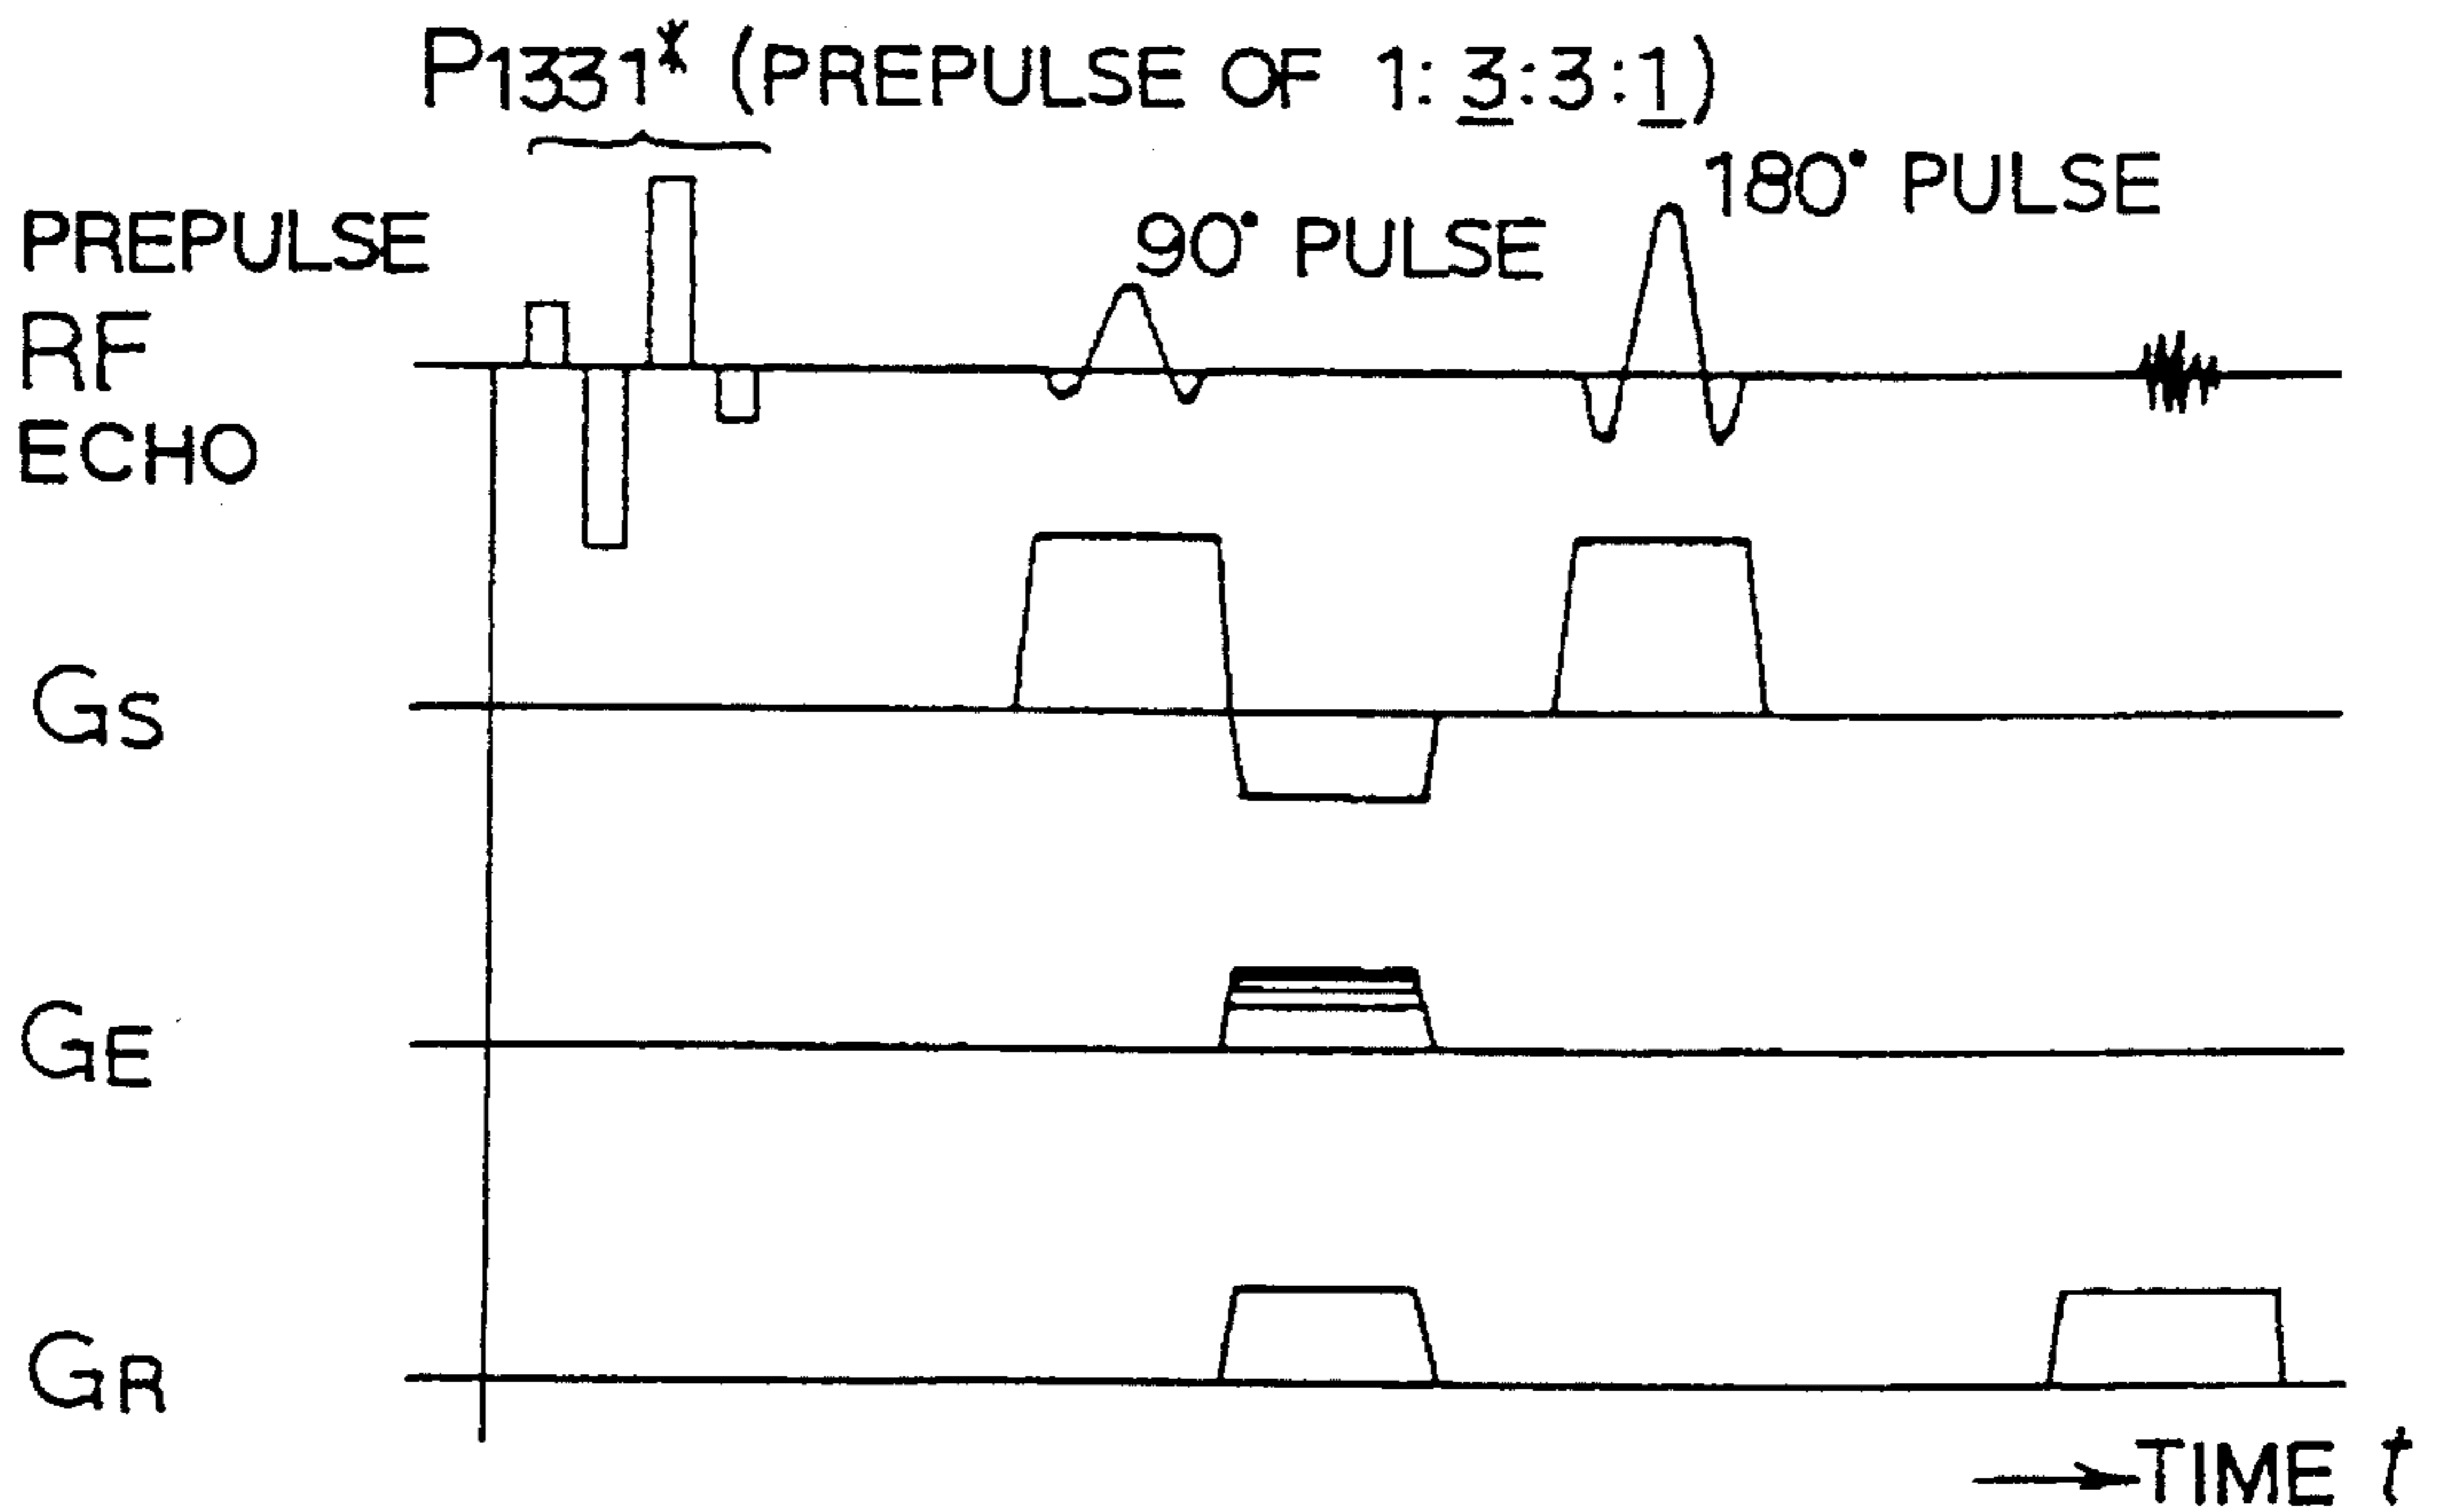 P1331* (PREPULSE OF 1:3:3:1)
180° PULSE
90° PULSE
PREPULSE
RF
ECHO
GS
GE
GR
TIME t